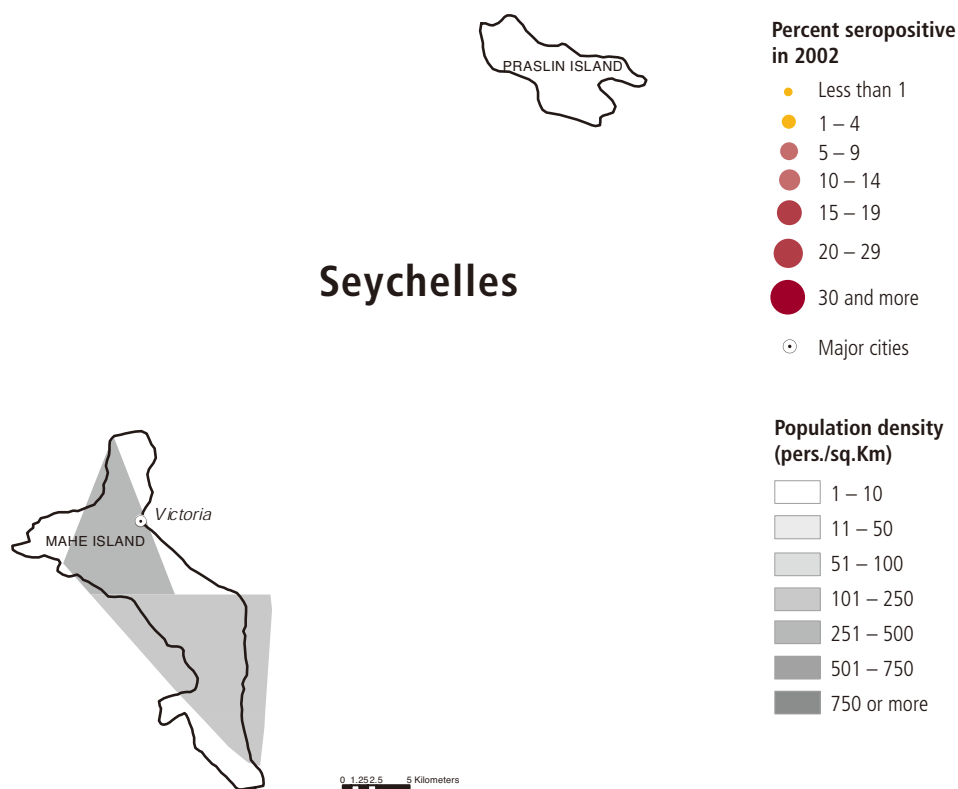 PRASLIN ISLAND
Seychelles
Victoria
MAHE ISLAND
0 1.25 2.5 5 Kilometers
Percent seropositive
in 2002
Less than 1
1 – 4
5 – 9
10 – 14
15 – 19
20 – 29
30 and more
Major cities
Population density
(pers./sq.Km)
1 – 10
11 – 50
51 – 100
101 – 250
251 – 500
501 – 750
750 or more